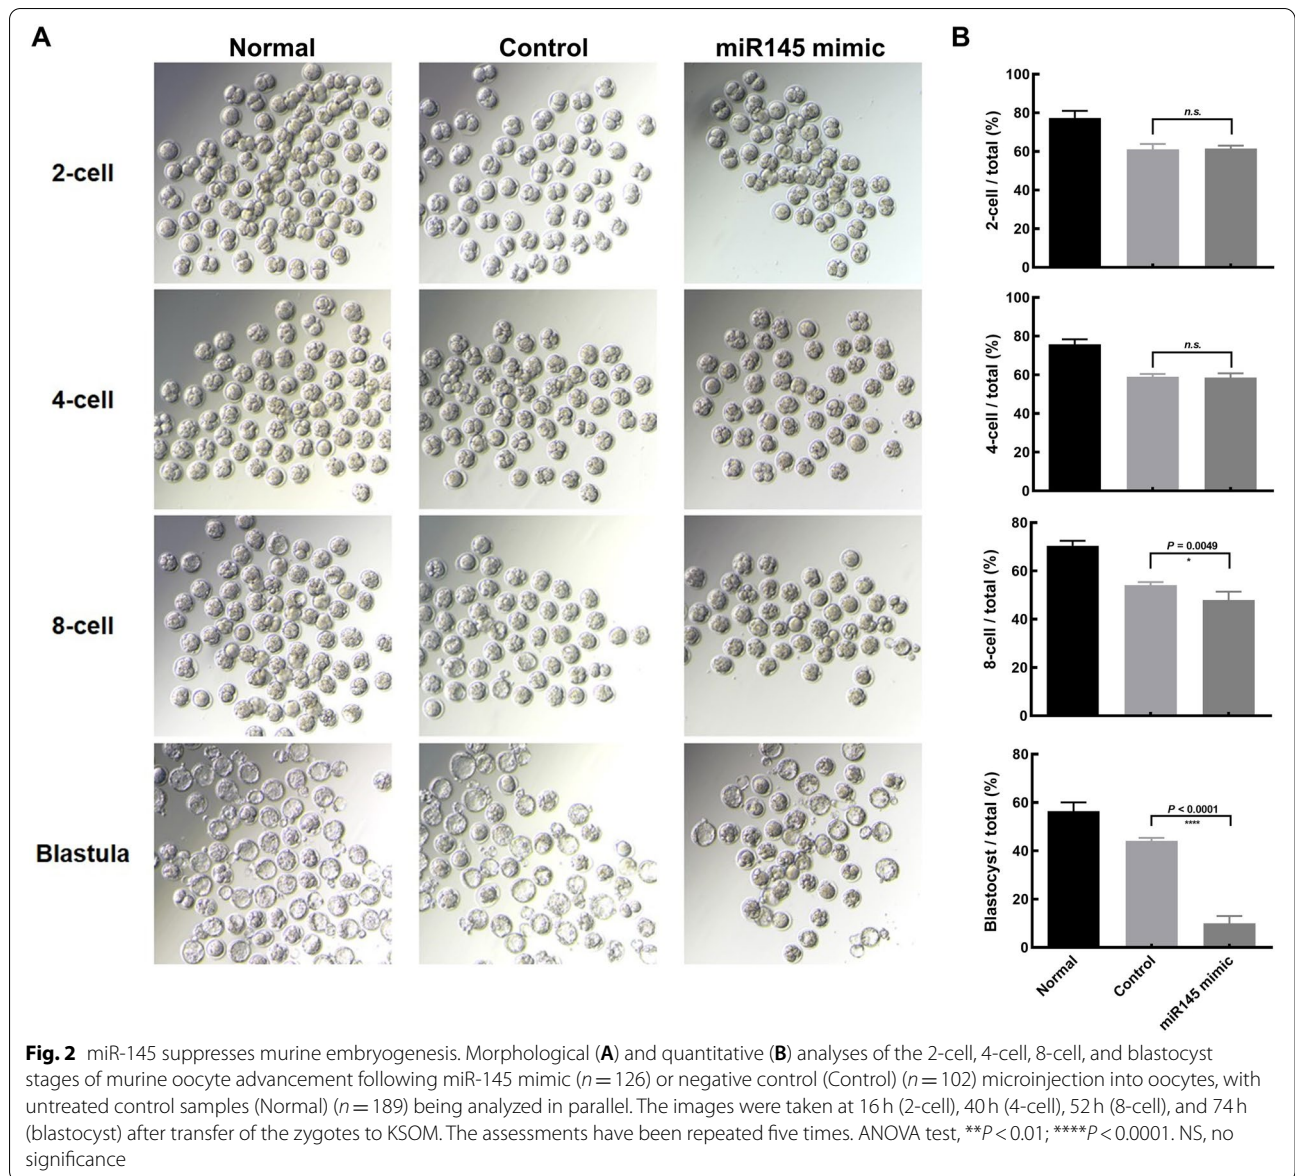 A
Normal
Control
miR145 mimic
2-cell
4-cell
8-cell
Blastula
B
100
80
60
40
20
0
2-cell / total (%)
n.s.
100
80
60
40
20
0
4-cell / total (%)
n.s.
80
60
40
20
0
8-cell / total (%)
P = 0.0049
*
80
60
40
20
0
Blastocyst / total (%)
P < 0.0001
****
Normal
Control
miR145 mimic
Fig. 2 miR-145 suppresses murine embryogenesis. Morphological (A) and quantitative (B) analyses of the 2-cell, 4-cell, 8-cell, and blastocyst
stages of murine oocyte advancement following miR-145 mimic (n = 126) or negative control (Control) (n = 102) microinjection into oocytes, with
untreated control samples (Normal) (n = 189) being analyzed in parallel. The images were taken at 16 h (2-cell), 40 h (4-cell), 52 h (8-cell), and 74 h
(blastocyst) after transfer of the zygotes to KSOM. The assessments have been repeated five times. ANOVA test, **P < 0.01; ****P < 0.0001. NS, no
significance